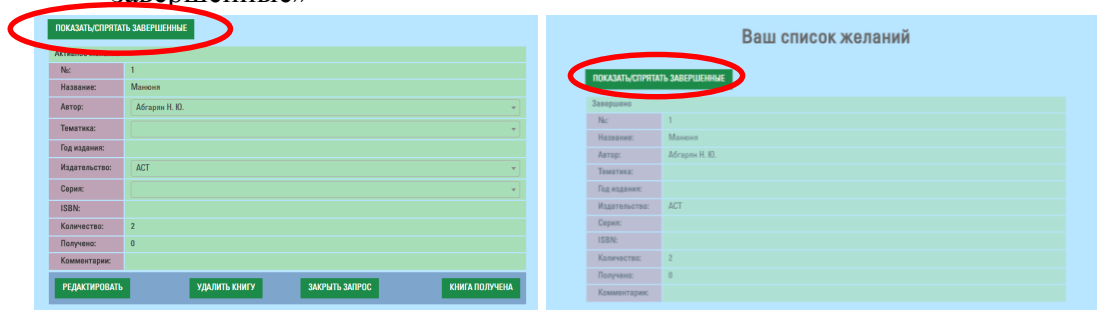 завершенные»
ПОКАЗАТЬ/СПРЯТАТЬ ЗАВЕРШЕННЫЕ
№: 1
Название: Манюня
Автор: Абгарян Н. Ю.
Тематика:
Год издания:
Издательство: АСТ
Серия:
ISBN:
Количество: 2
Получено: 0
Комментарии:
РЕДАКТИРОВАТЬ УДАЛИТЬ КНИГУ ЗАКРЫТЬ ЗАПРОС КНИГА ПОЛУЧЕНА
Ваш список желаний
ПОКАЗАТЬ/СПРЯТАТЬ ЗАВЕРШЕННЫЕ
Завершено
№: 1
Название: Манюня
Автор: Абгарян Н. Ю.
Тематика:
Год издания:
Издательство: АСТ
Серия:
ISBN:
Количество: 2
Получено: 0
Комментарии: